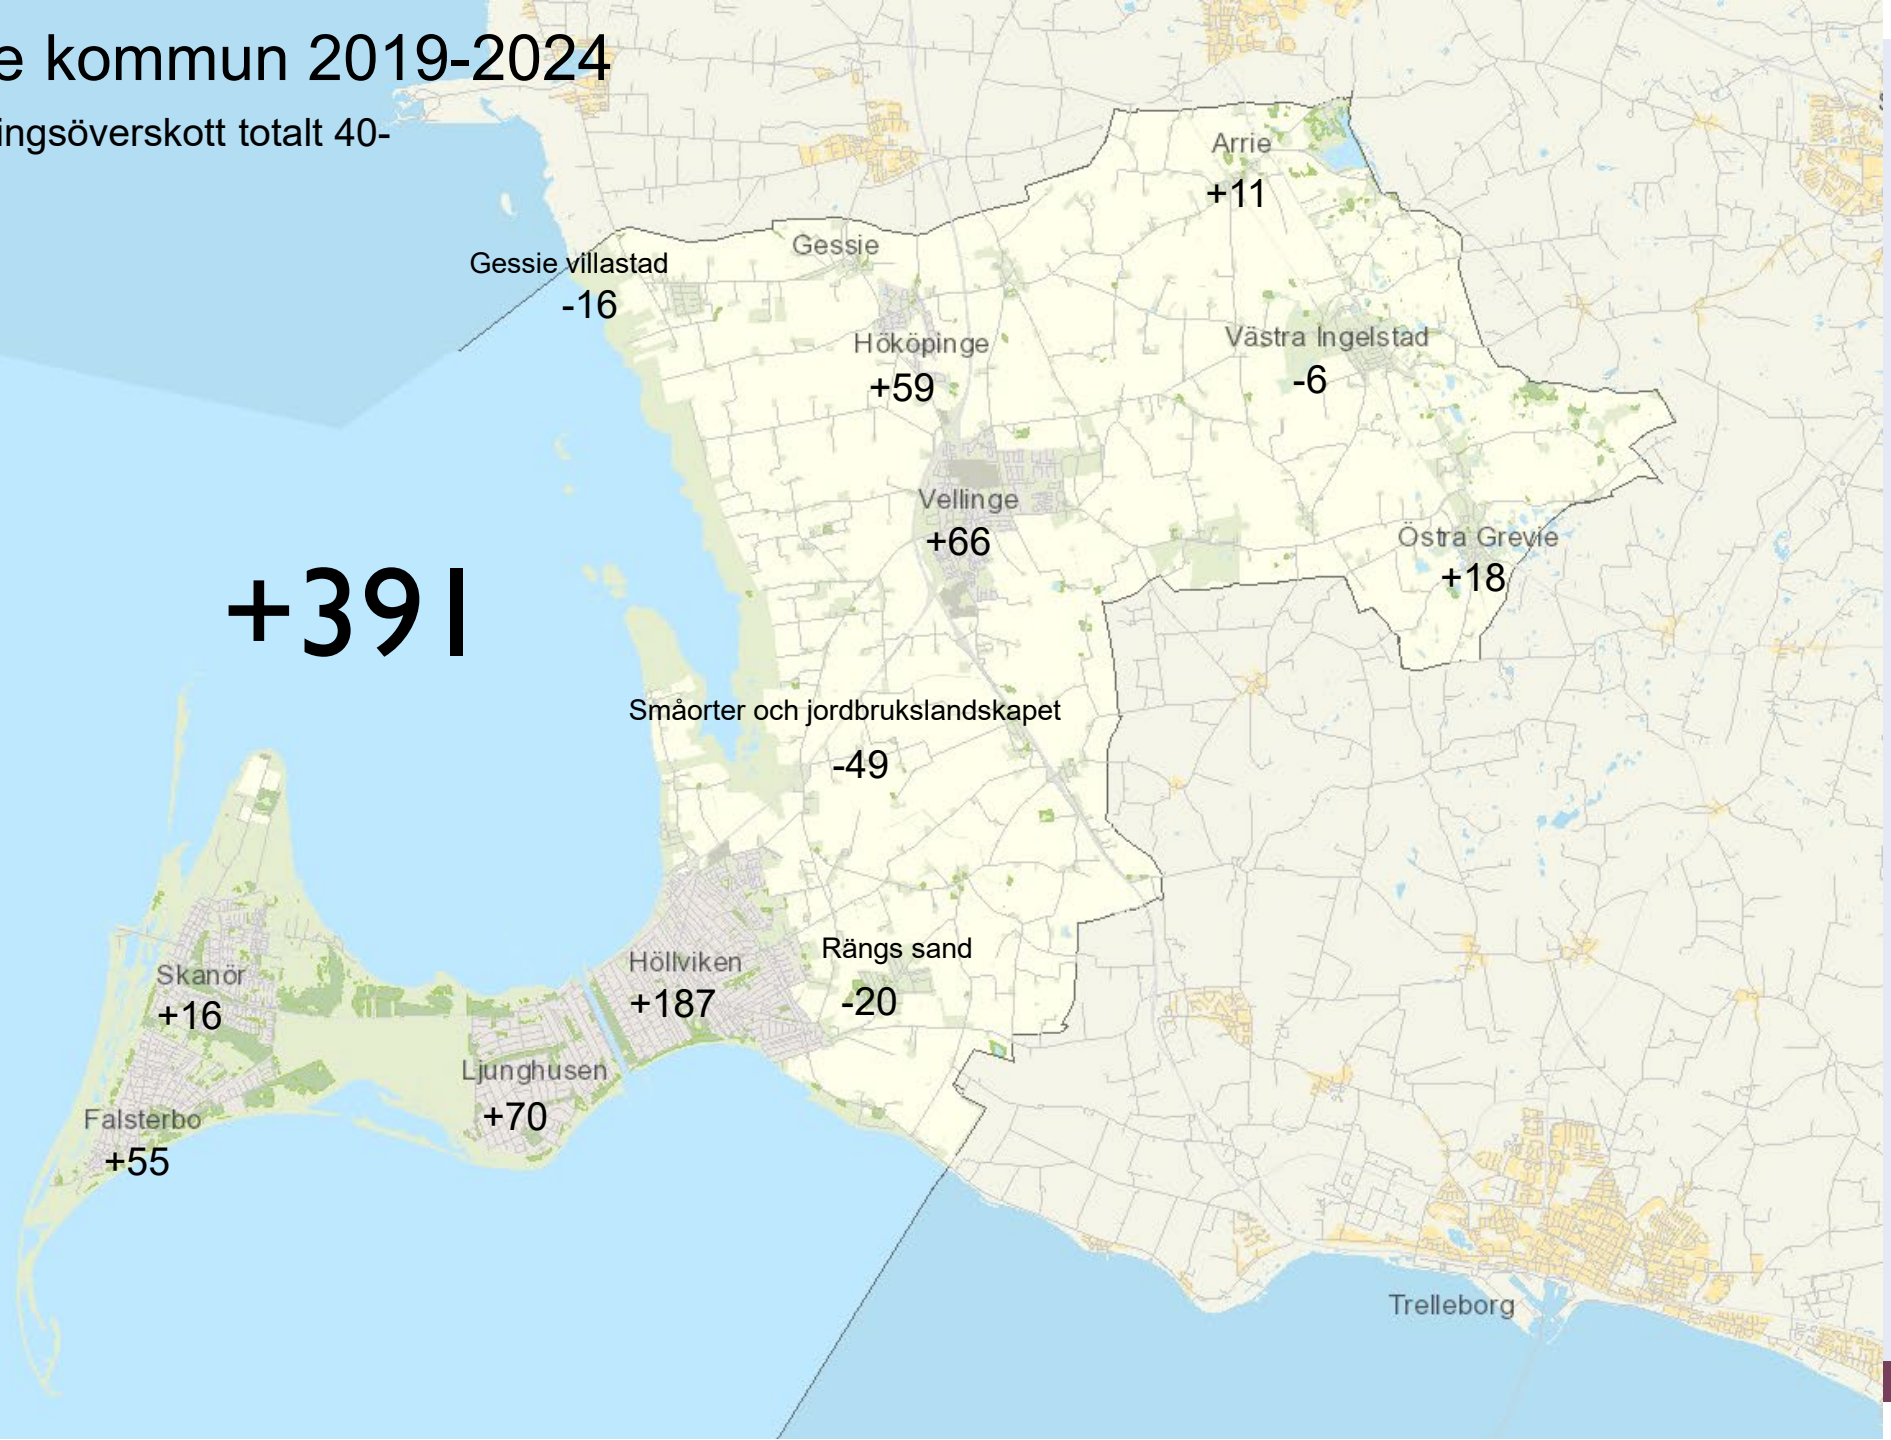 e kommun 2019-2024
ingsöverskott totalt 40-
Arrie
+11
Gessie
Gessie villastad
-16
Hököpinge
+59
Västra Ingelstad
-6
Vellinge
+66
Östra Grevie
+18
+391
Småorter och jordbrukslandskapet
-49
Rängs sand
-20
Höllviken
+187
Skanör
+16
Ljunghusen
+70
Falsterbo
+55
Trelleborg